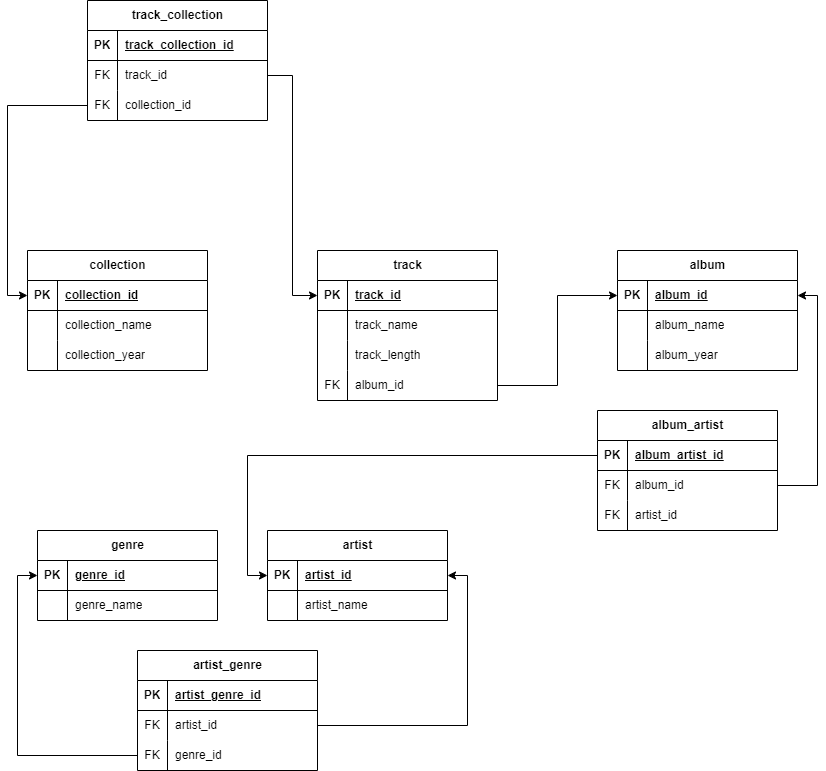 track_collection
PK track_collection_id
FK track_id
FK collection_id
collection
PK collection_id
collection_name
collection_year
track
PK track_id
track_name
track_length
FK album_id
album
PK album_id
album_name
album_year
album_artist
PK album_artist_id
FK album_id
FK artist_id
genre
PK genre_id
genre_name
artist
PK artist_id
artist_name
artist_genre
PK artist_genre_id
FK artist_id
FK genre_id